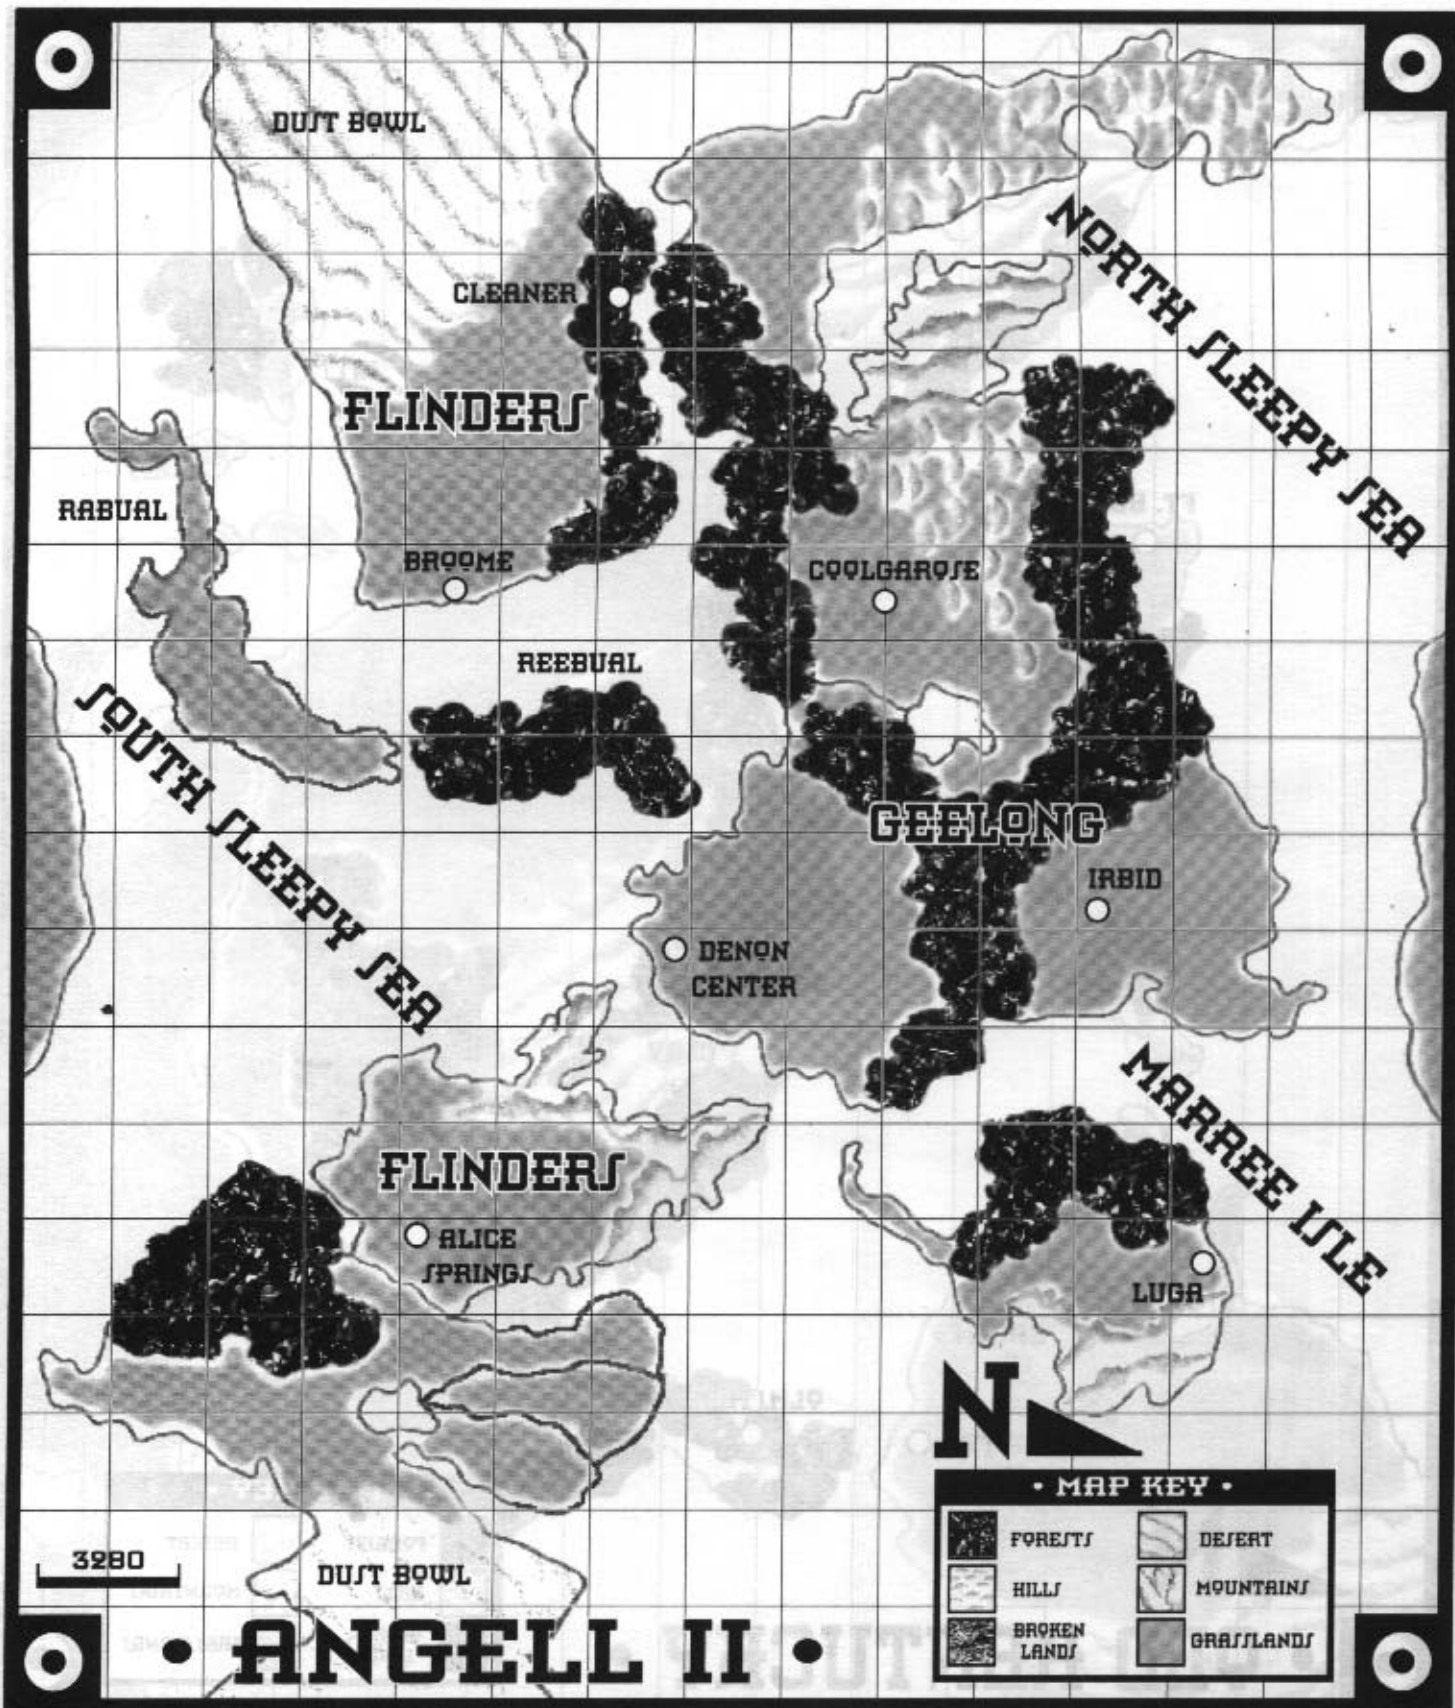 DUST BOWL
CLEANER
FLINDERS
NORTH SLEEPY SEA
RABUAL
BROOME
COOLGAROSE
REEBUAL
SOUTH SLEEPY SEA
GEELONG
IRBID
DENON
CENTER
MARREE ISLE
FLINDERS
ALICE
SPRINGS
LUGA
N
• MAP KEY •
FORESTS
DESERT
HILLS
MOUNTAINS
BROKEN
LANDS
GRASSLANDS
3280
DUST BOWL
• ANGELL II •